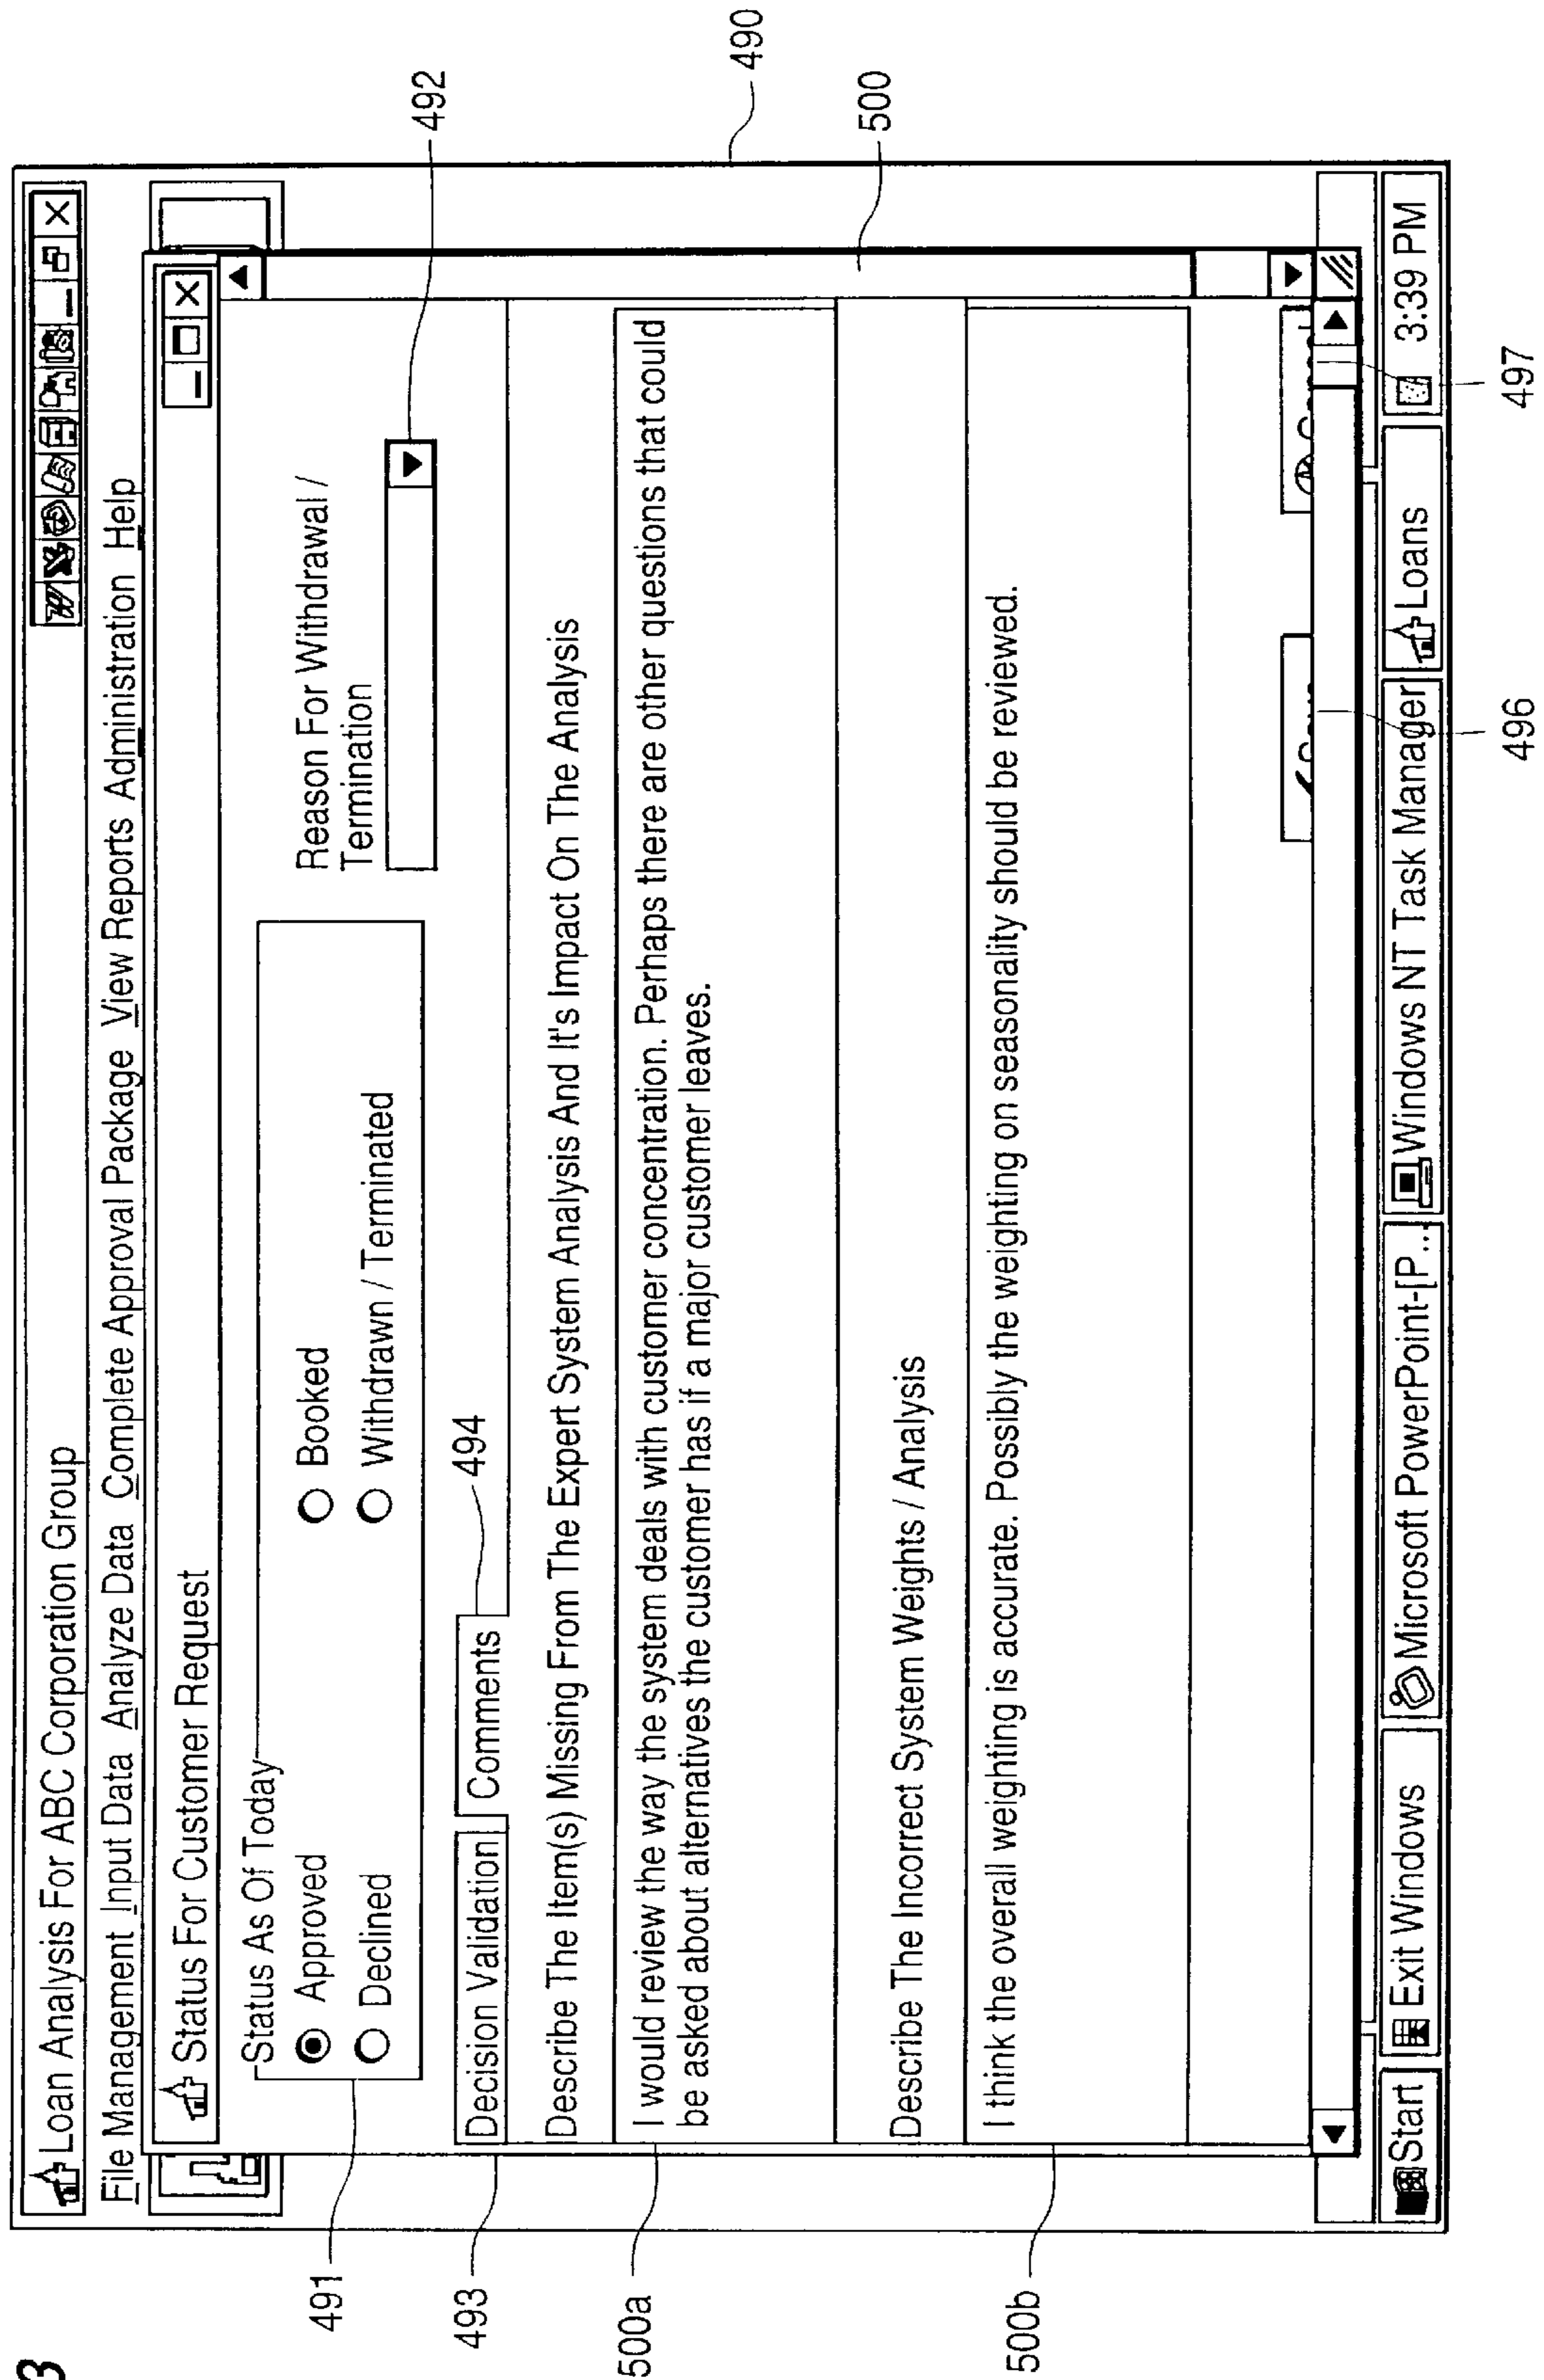 Loan Analysis For ABC Corporation Group
File Management Input Data Analyze Data Complete Approval Package View Reports Administration Help
Status For Customer Request
Status As Of Today
Approved
Booked
Declined
Withdrawn / Terminated
Reason For Withdrawal /
Termination
492
490
491
Decision Validation
Comments
494
493
Describe The Item(s) Missing From The Expert System Analysis And It's Impact On The Analysis
I would review the way the system deals with customer concentration. Perhaps there are other questions that could
be asked about alternatives the customer has if a major customer leaves.
500a
500
Describe The Incorrect System Weights / Analysis
I think the overall weighting is accurate. Possibly the weighting on seasonality should be reviewed.
500b
Start
Exit Windows
Microsoft PowerPoint-[P...
Windows NT Task Manager
Loans
3:39 PM
496
497